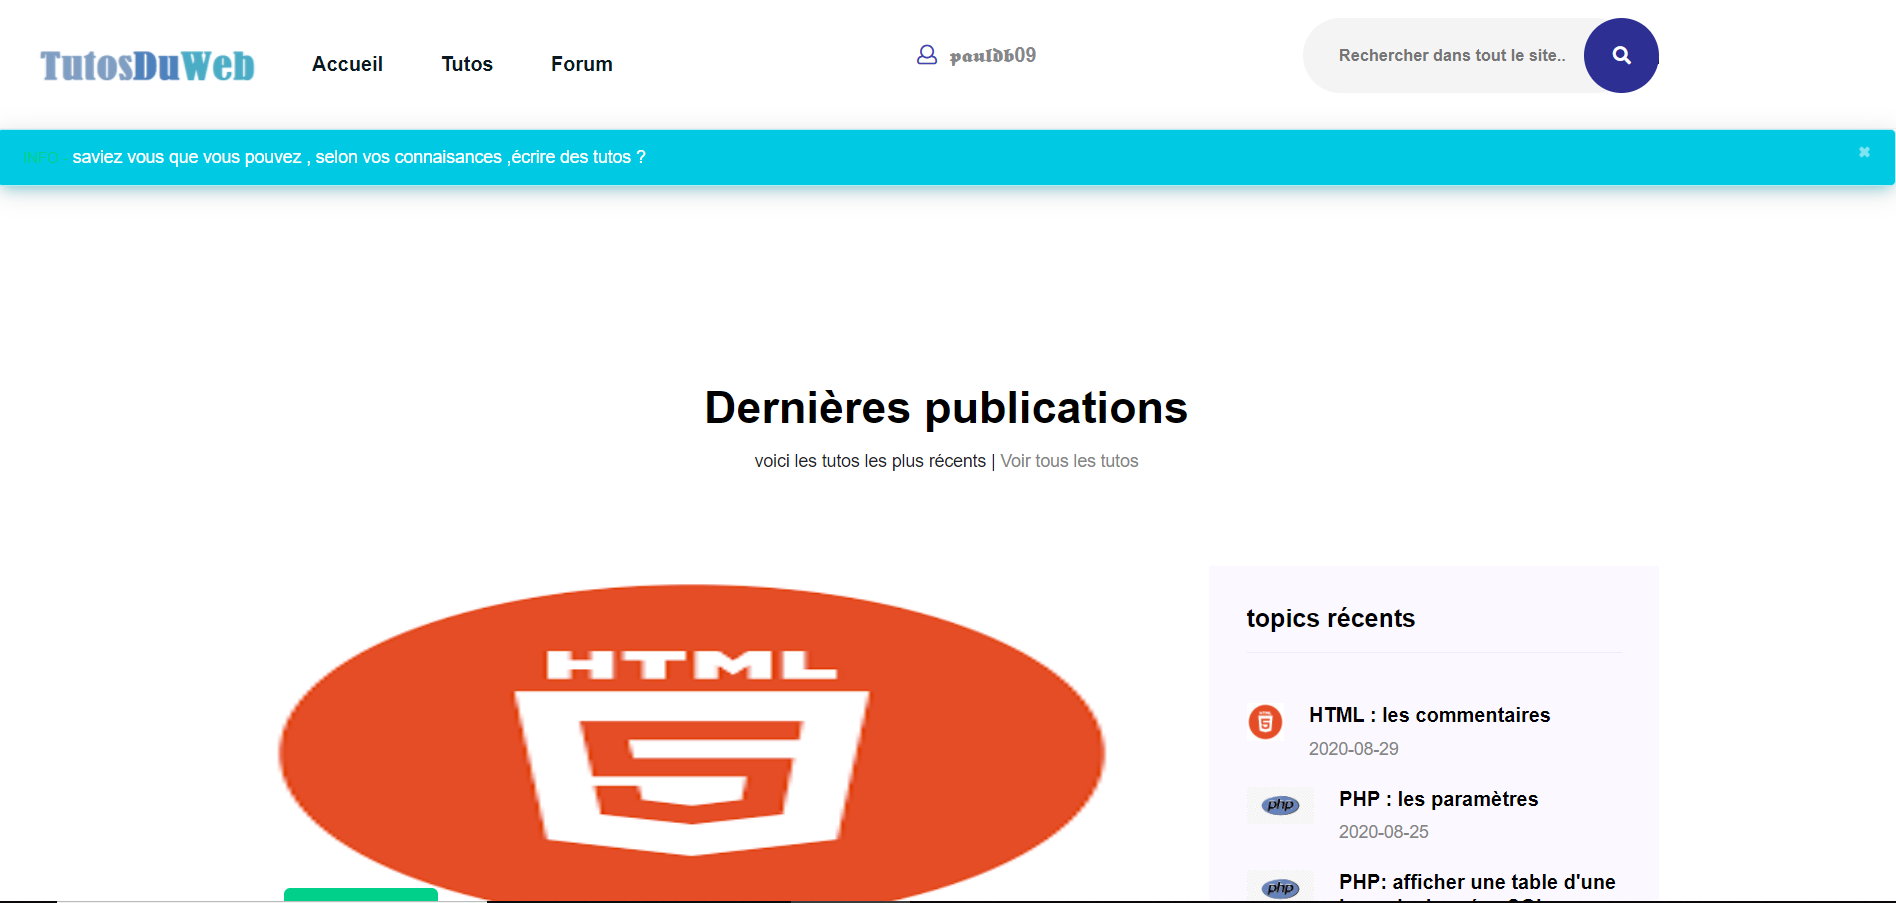 TutosDuWeb
Accueil Tutos Forum
pauldb09
Rechercher dans tout le site..
INFO saviez vous que vous pouvez , selon vos connaisances ,écrire des tutos ?
Dernières publications
voici les tutos les plus récents | Voir tous les tutos
HTML
5
topics récents
HTML : les commentaires
2020-08-29
php
PHP : les paramètres
2020-08-25
php
PHP: afficher une table d'une